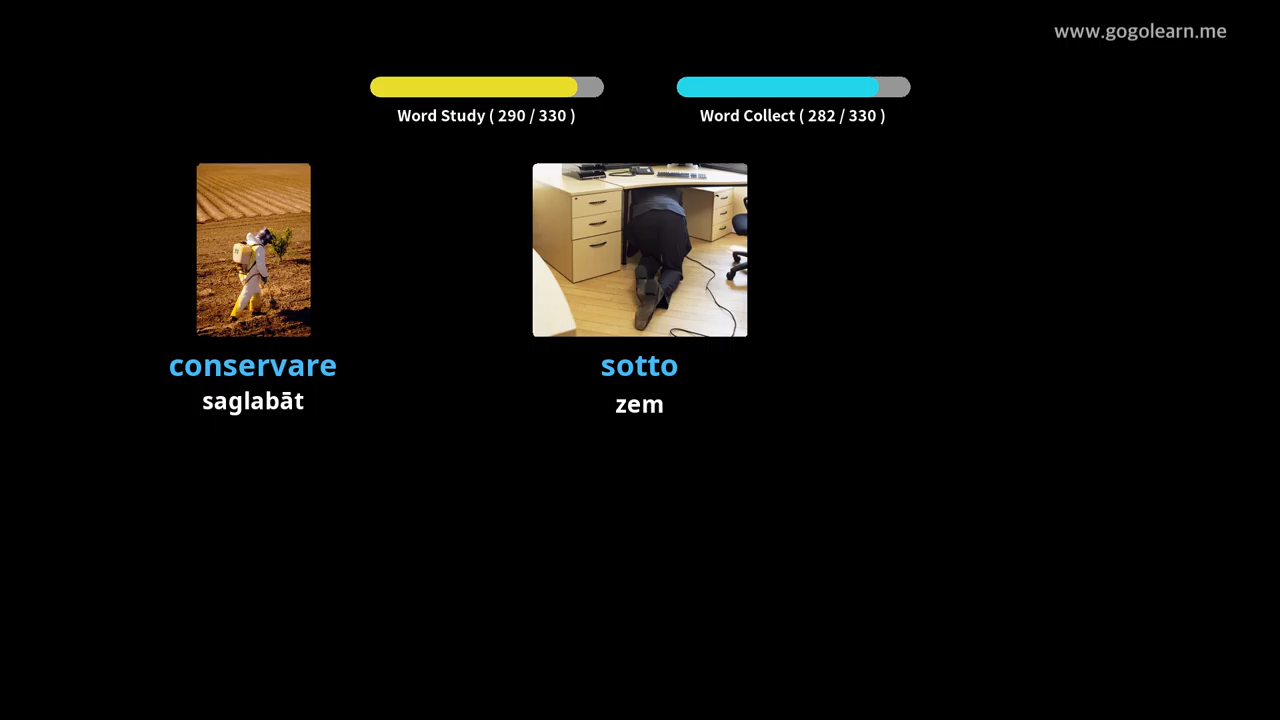 www.gogolearn.me
Word Study ( 290 / 330 )
Word Collect ( 282 / 330 )
conservare
saglabāt
sotto
zem